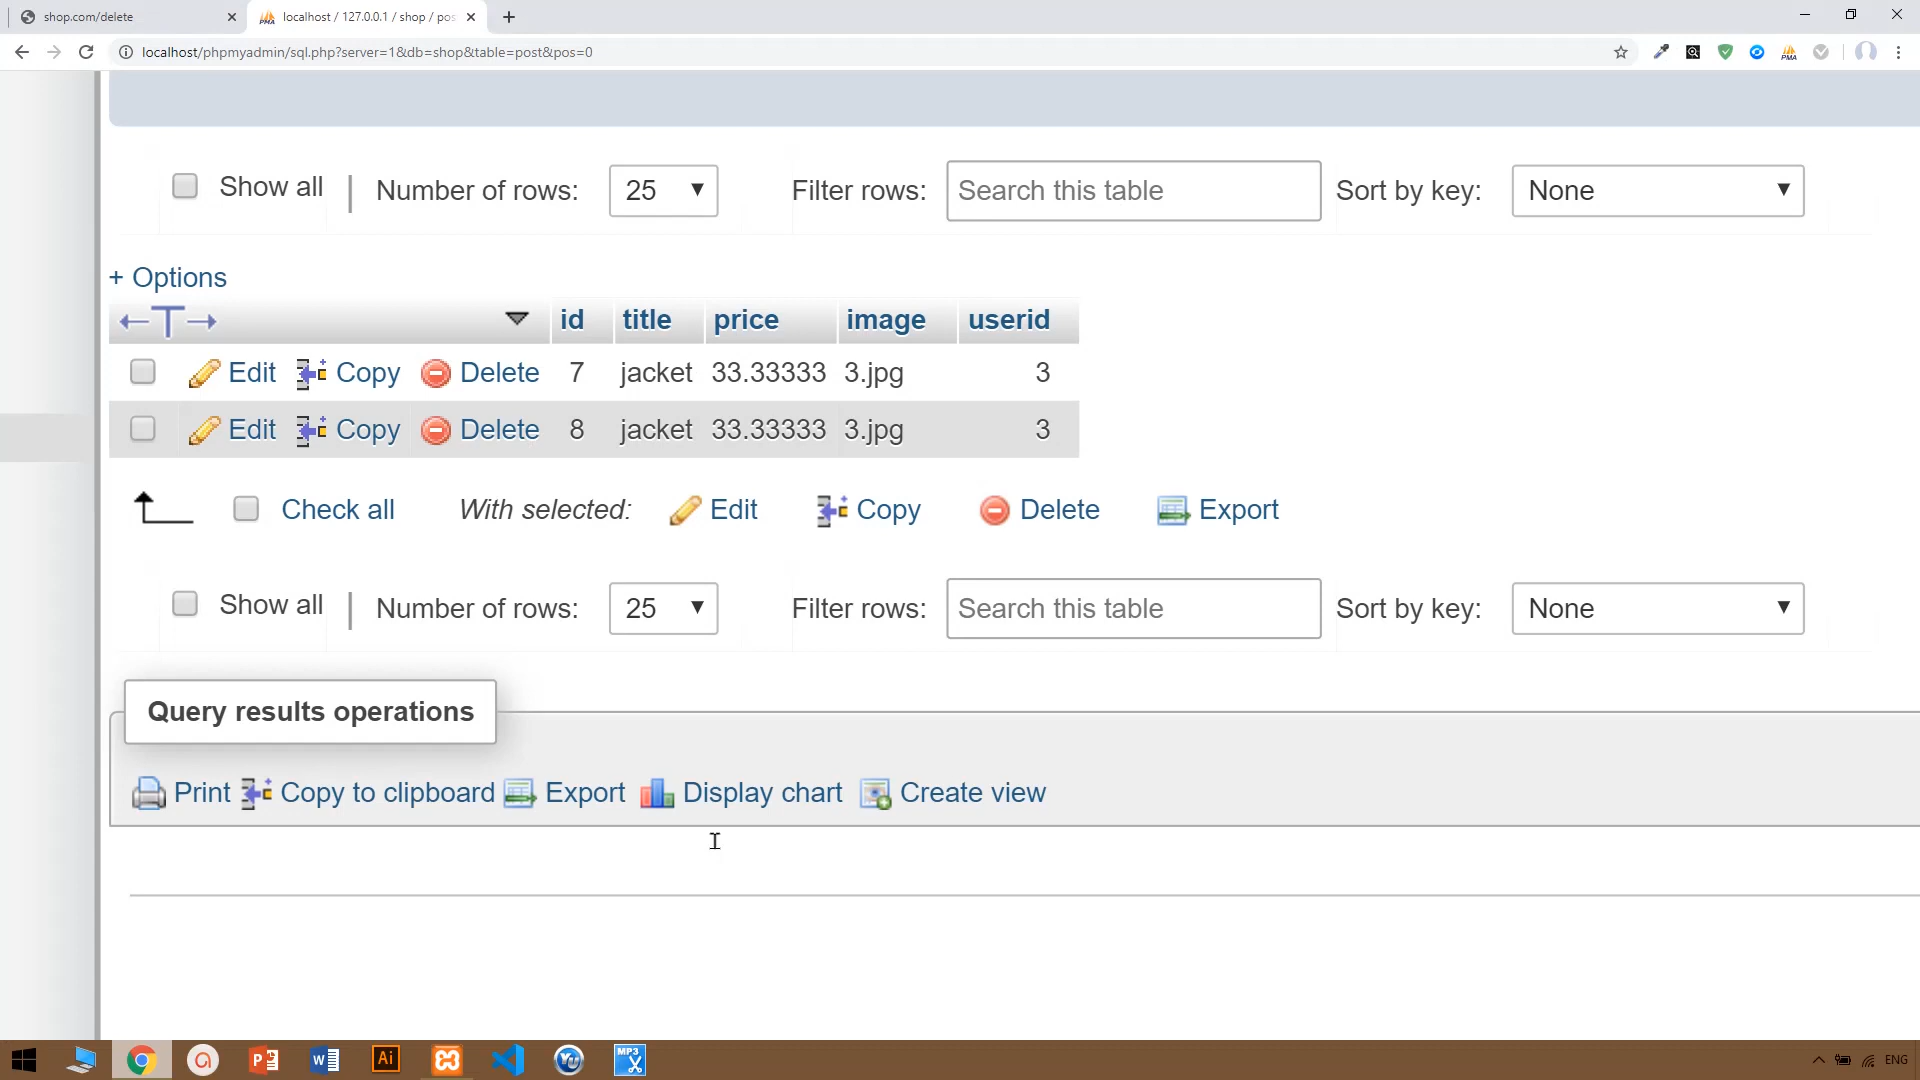 shop.com/delete
localhost / 127.0.0.1 / shop / pos
localhost/phpmyadmin/sql.php?server=1&db=shop&table=post&pos=0
PMA
Show all | Number of rows: 25 Filter rows: Search this table Sort by key: None
+ Options
←T→ id title price image userid
Edit Copy Delete 7 jacket 33.33333 3.jpg 3
Edit Copy Delete 8 jacket 33.33333 3.jpg 3
Check all With selected: Edit Copy Delete Export
Show all | Number of rows: 25 Filter rows: Search this table Sort by key: None
Query results operations
Print Copy to clipboard Export Display chart Create view
ENG